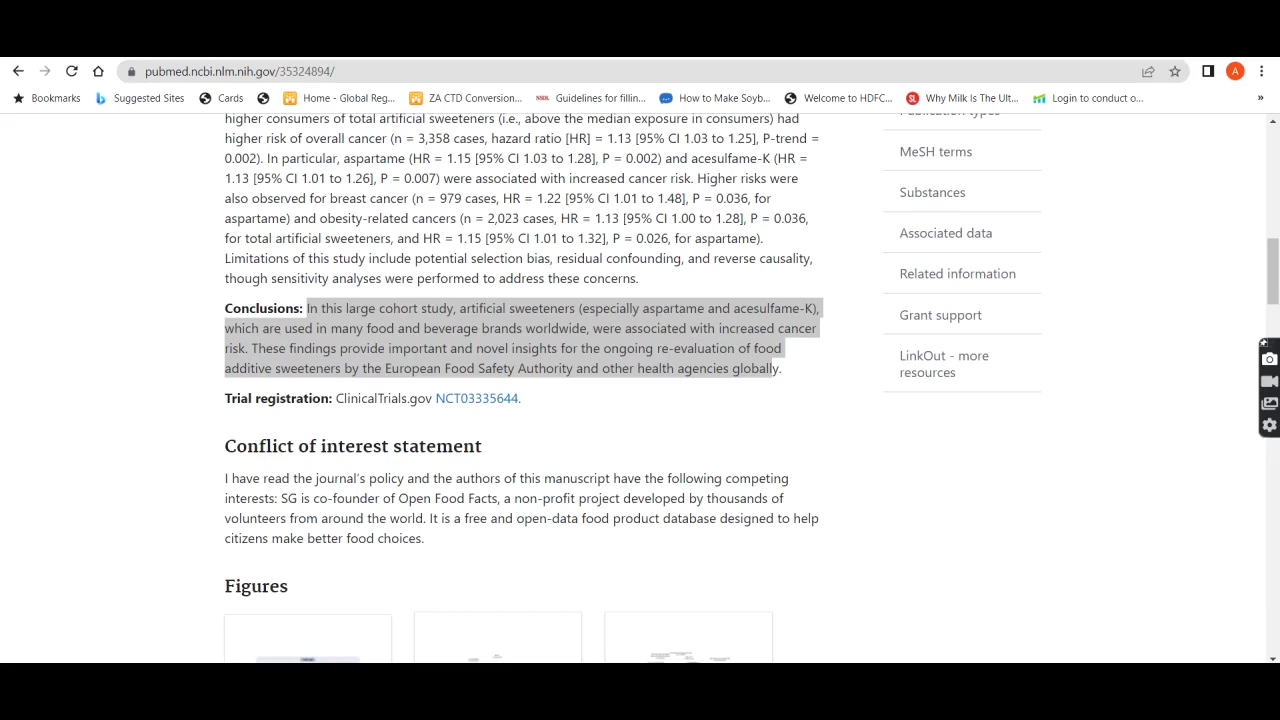 pubmed.ncbi.nlm.nih.gov/35324894/
A
Bookmarks
Suggested Sites
Cards
Home - Global Reg...
ZA CTD Conversion...
Guidelines for fillin...
How to Make Soyb...
Welcome to HDFC...
SL
Why Milk Is The Ult...
Login to conduct o...
»
higher consumers of total artificial sweeteners (i.e., above the median exposure in consumers) had
higher risk of overall cancer (n = 3,358 cases, hazard ratio [HR] = 1.13 [95% CI 1.03 to 1.25], P-trend =
0.002). In particular, aspartame (HR = 1.15 [95% CI 1.03 to 1.28], P = 0.002) and acesulfame-K (HR =
1.13 [95% CI 1.01 to 1.26], P = 0.007) were associated with increased cancer risk. Higher risks were
also observed for breast cancer (n = 979 cases, HR = 1.22 [95% CI 1.01 to 1.48], P = 0.036, for
aspartame) and obesity-related cancers (n = 2,023 cases, HR = 1.13 [95% CI 1.00 to 1.28], P = 0.036,
for total artificial sweeteners, and HR = 1.15 [95% CI 1.01 to 1.32], P = 0.026, for aspartame).
Limitations of this study include potential selection bias, residual confounding, and reverse causality,
though sensitivity analyses were performed to address these concerns.
Conclusions: In this large cohort study, artificial sweeteners (especially aspartame and acesulfame-K),
which are used in many food and beverage brands worldwide, were associated with increased cancer
risk. These findings provide important and novel insights for the ongoing re-evaluation of food
additive sweeteners by the European Food Safety Authority and other health agencies globally.
Trial registration: ClinicalTrials.gov NCT03335644.
Conflict of interest statement
I have read the journal's policy and the authors of this manuscript have the following competing
interests: SG is co-founder of Open Food Facts, a non-profit project developed by thousands of
volunteers from around the world. It is a free and open-data food product database designed to help
citizens make better food choices.
Figures
Publication types
MeSH terms
Substances
Associated data
Related information
Grant support
LinkOut - more
resources